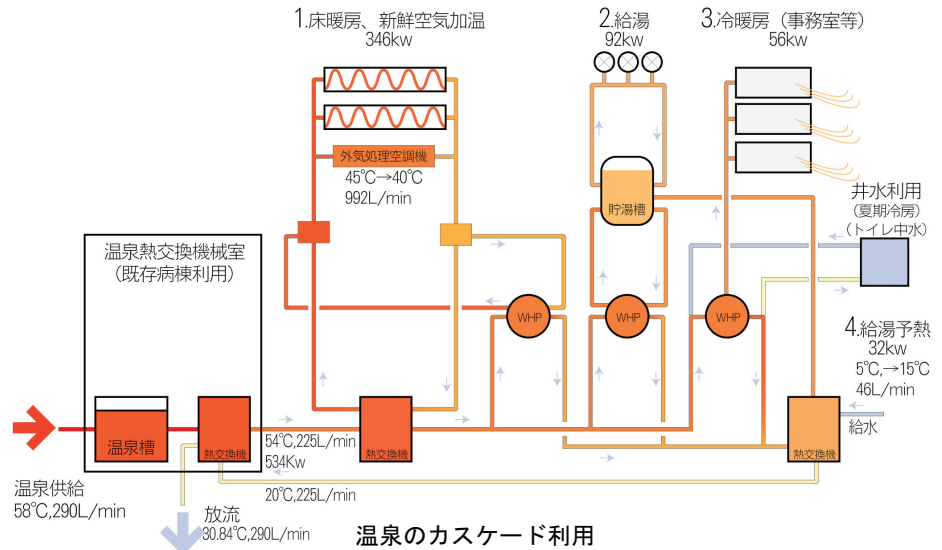 1.床暖房、新鮮空気加温
346kw
2.給湯
92kw
3.冷暖房（事務室等）
56kw
外気処理空調機
45℃→40℃
992L/min
貯湯槽
井水利用
（夏期冷房）
（トイレ中水）
温泉熱交換機械室
（既存病棟利用）
WHP
WHP
WHP
4.給湯予熱
32kw
5℃,→15℃
46L/min
給水
温泉槽
熱交換機
54℃,225L/min
534Kw
熱交換機
熱交換機
20℃,225L/min
温泉供給
58℃,290L/min
放流
30.84℃,290L/min
温泉のカスケード利用